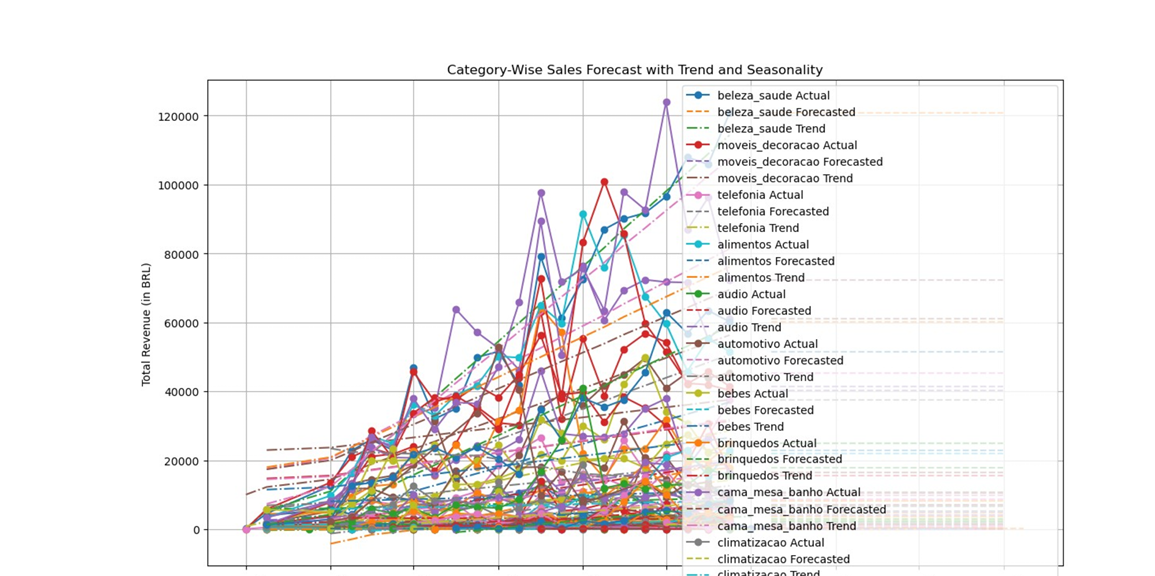 Category-Wise Sales Forecast with Trend and Seasonality
Total Revenue (in BRL)
120000
100000
80000
60000
40000
20000
0
beleza_saude Actual
beleza_saude Forecasted
beleza_saude Trend
moveis_decoracao Actual
moveis_decoracao Forecasted
moveis_decoracao Trend
telefonia Actual
telefonia Forecasted
telefonia Trend
alimentos Actual
alimentos Forecasted
alimentos Trend
audio Actual
audio Forecasted
audio Trend
automotivo Actual
automotivo Forecasted
automotivo Trend
bebes Actual
bebes Forecasted
bebes Trend
brinquedos Actual
brinquedos Forecasted
brinquedos Trend
cama_mesa_banho Actual
cama_mesa_banho Forecasted
cama_mesa_banho Trend
climatizacao Actual
climatizacao Forecasted
climatizacao Trend